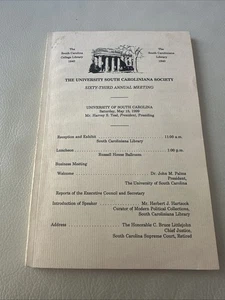 The
South Carolina
College Library
1840
The
South Caroliniana
Library
1940
THE UNIVERSITY SOUTH CAROLINIANA SOCIETY
SIXTY-THIRD ANNUAL MEETING
UNIVERSITY OF SOUTH CAROLINA
Saturday, May 15, 1999
Mr. Harvey S. Teal, President, Presiding
Reception and Exhibit 11:00 a.m.
South Caroliniana Library
Luncheon 1:00 p.m.
Russell House Ballroom
Business Meeting
Welcome Dr. John M. Palms
President,
The University of South Carolina
Reports of the Executive Council and Secretary
Introduction of Speaker Mr. Herbert J. Hartsook
Curator of Modern Political Collections,
South Caroliniana Library
Address The Honorable C. Bruce Littlejohn
Chief Justice,
South Carolina Supreme Court, Retired